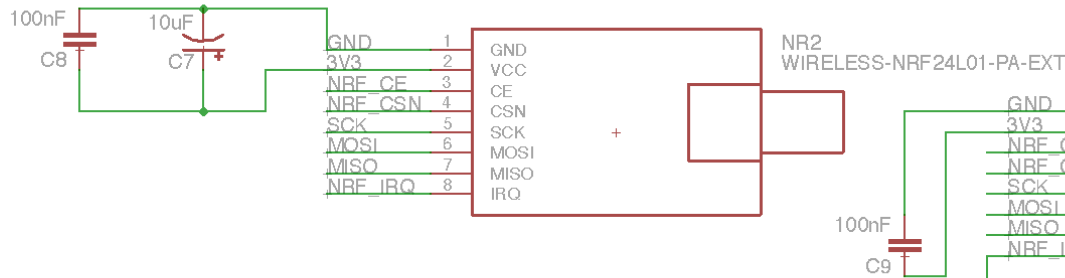 100nF
C8
10uF
C7
+
GND 1 GND
3V3 2 VCC
NRF_CE 3 CE
NRF_CSN 4 CSN
SCK 5 SCK
MOSI 6 MOSI
MISO 7 MISO
NRF_IRQ 8 IRQ
NR2
WIRELESS-NRF24L01-PA-EXT
GND
3V3
SCK
MOSI
MISO
100nF
C9